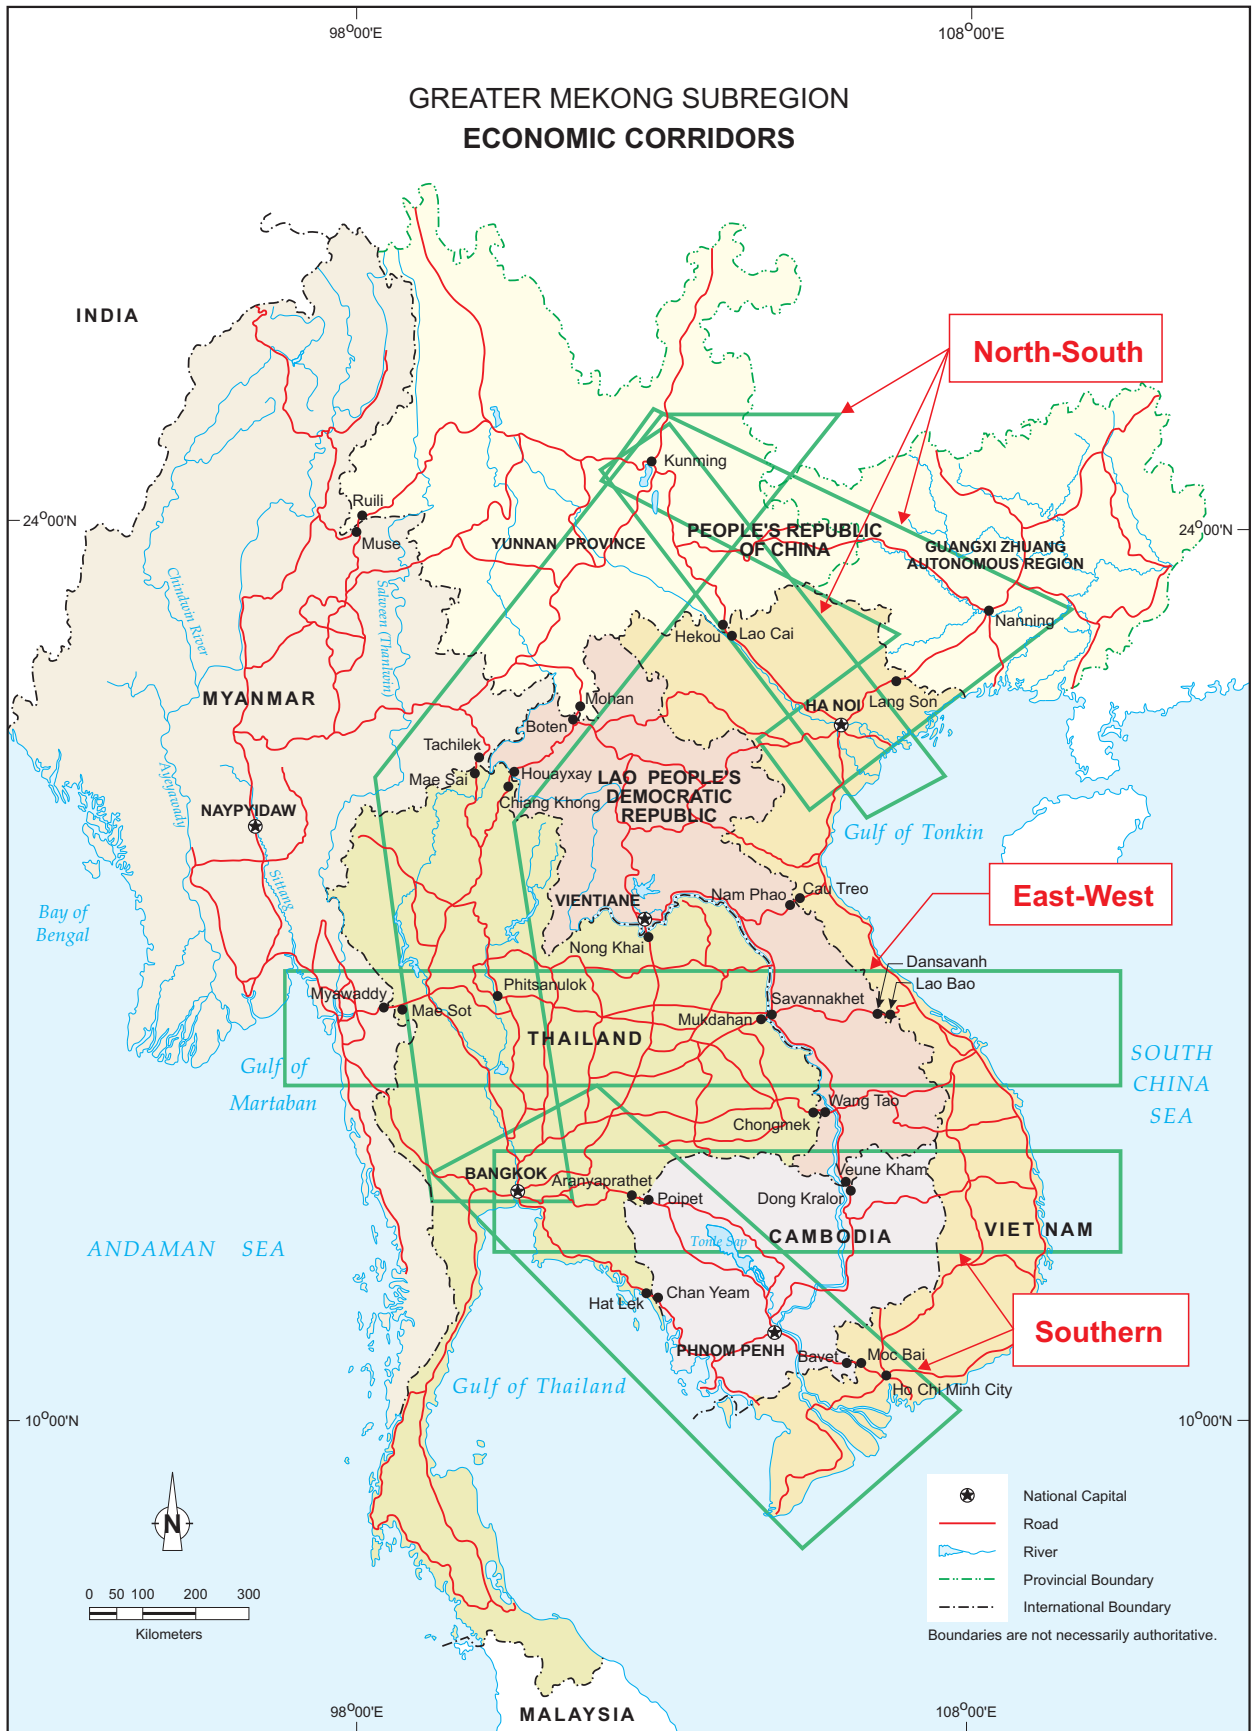 98°00'E
108°00'E
GREATER MEKONG SUBREGION
ECONOMIC CORRIDORS
INDIA
North-South
Kunming
Ruili
24°00'N
24°00'N
Muse
YUNNAN PROVINCE
PEOPLE'S REPUBLIC
OF CHINA
GUANGXI ZHUANG
AUTONOMOUS REGION
Chindwin River
Salween (Thanlwin)
Nanning
Hekou
Lao Cai
MYANMAR
Mohan
Lang Son
HA NOI
Boten
Tachilek
Mae Sai
Houayxay
LAO PEOPLE'S
DEMOCRATIC
REPUBLIC
Chiang Khong
Ayeyawady
NAYPYIDAW
Gulf of Tonkin
Sittang
East-West
Nam Phao
Cau Treo
VIENTIANE
Bay of
Bengal
Nong Khai
Dansavanh
Lao Bao
Phitsanulok
Myawaddy
Mae Sot
Savannakhet
Mukdahan
THAILAND
SOUTH
CHINA
SEA
Gulf of
Martaban
Wang Tao
Chongmek
BANGKOK
Aranyaprathet
Poipet
Veune Kham
Dong Kralor
CAMBODIA
VIET NAM
Tonle Sap
ANDAMAN SEA
Hat Lek
Chan Yeam
Southern
PHNOM PENH
Bavet
Moc Bai
Ho Chi Minh City
Gulf of Thailand
10°00'N
10°00'N
N
National Capital
Road
River
Provincial Boundary
International Boundary
Boundaries are not necessarily authoritative.
0 50 100 200 300
Kilometers
MALAYSIA
98°00'E
108°00'E